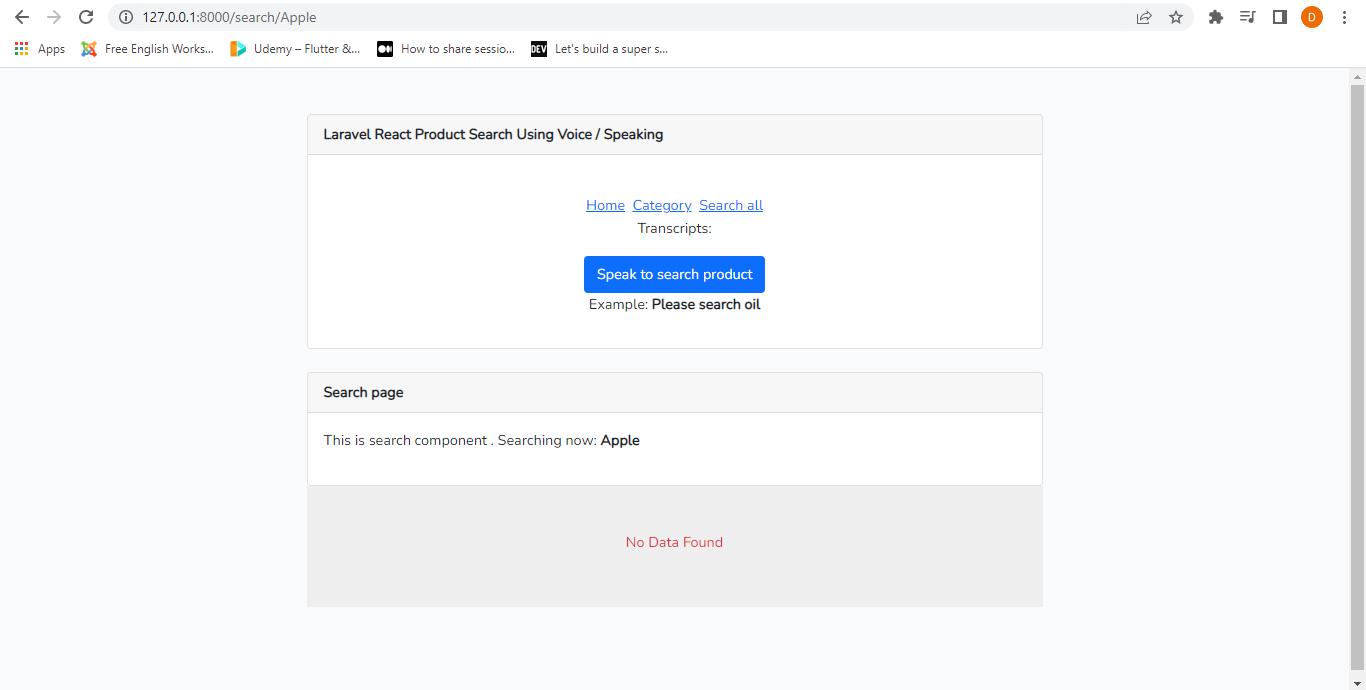 127.0.0.1:8000/search/Apple
D
Apps Free English Works... Udemy – Flutter &... How to share sessio... DEV Let's build a super s...
Laravel React Product Search Using Voice / Speaking
Home Category Search all
Transcripts:
Speak to search product
Example: Please search oil
Search page
This is search component . Searching now: Apple
No Data Found